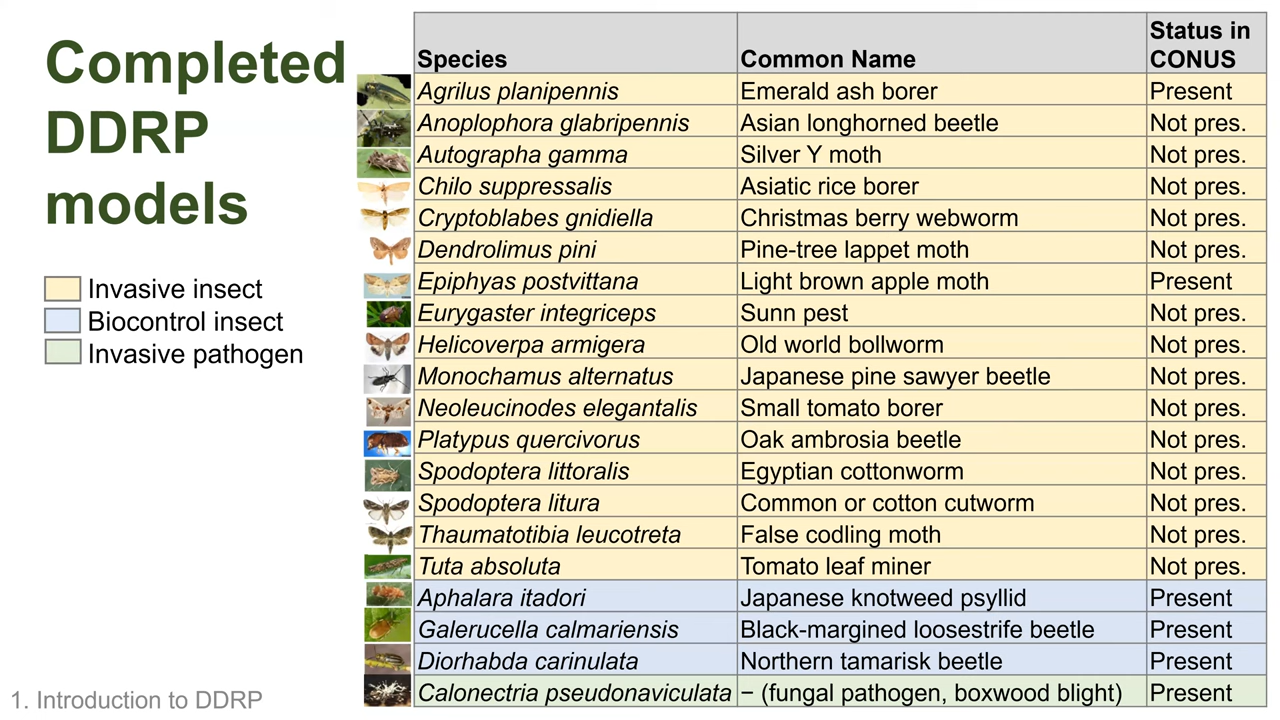 Completed
DDRP
models
Invasive insect
Biocontrol insect
Invasive pathogen
Species Common Name Status in CONUS
Agrilus planipennis Emerald ash borer Present
Anoplophora glabripennis Asian longhorned beetle Not pres.
Autographa gamma Silver Y moth Not pres.
Chilo suppressalis Asiatic rice borer Not pres.
Cryptoblabes gnidiella Christmas berry webworm Not pres.
Dendrolimus pini Pine-tree lappet moth Not pres.
Epiphyas postvittana Light brown apple moth Present
Eurygaster integriceps Sunn pest Not pres.
Helicoverpa armigera Old world bollworm Not pres.
Monochamus alternatus Japanese pine sawyer beetle Not pres.
Neoleucinodes elegantalis Small tomato borer Not pres.
Platypus quercivorus Oak ambrosia beetle Not pres.
Spodoptera littoralis Egyptian cottonworm Not pres.
Spodoptera litura Common or cotton cutworm Not pres.
Thaumatotibia leucotreta False codling moth Not pres.
Tuta absoluta Tomato leaf miner Not pres.
Aphalara itadori Japanese knotweed psyllid Present
Galerucella calmariensis Black-margined loosestrife beetle Present
Diorhabda carinulata Northern tamarisk beetle Present
Calonectria pseudonaviculata − (fungal pathogen, boxwood blight) Present
1. Introduction to DDRP